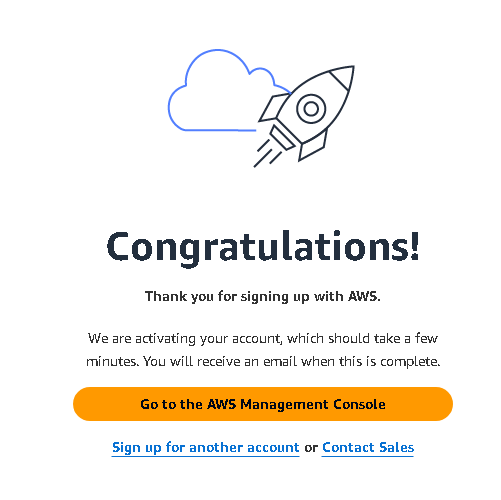 Congratulations!
Thank you for signing up with AWS.
We are activating your account, which should take a few
minutes. You will receive an email when this is complete.
Go to the AWS Management Console
Sign up for another account or Contact Sales